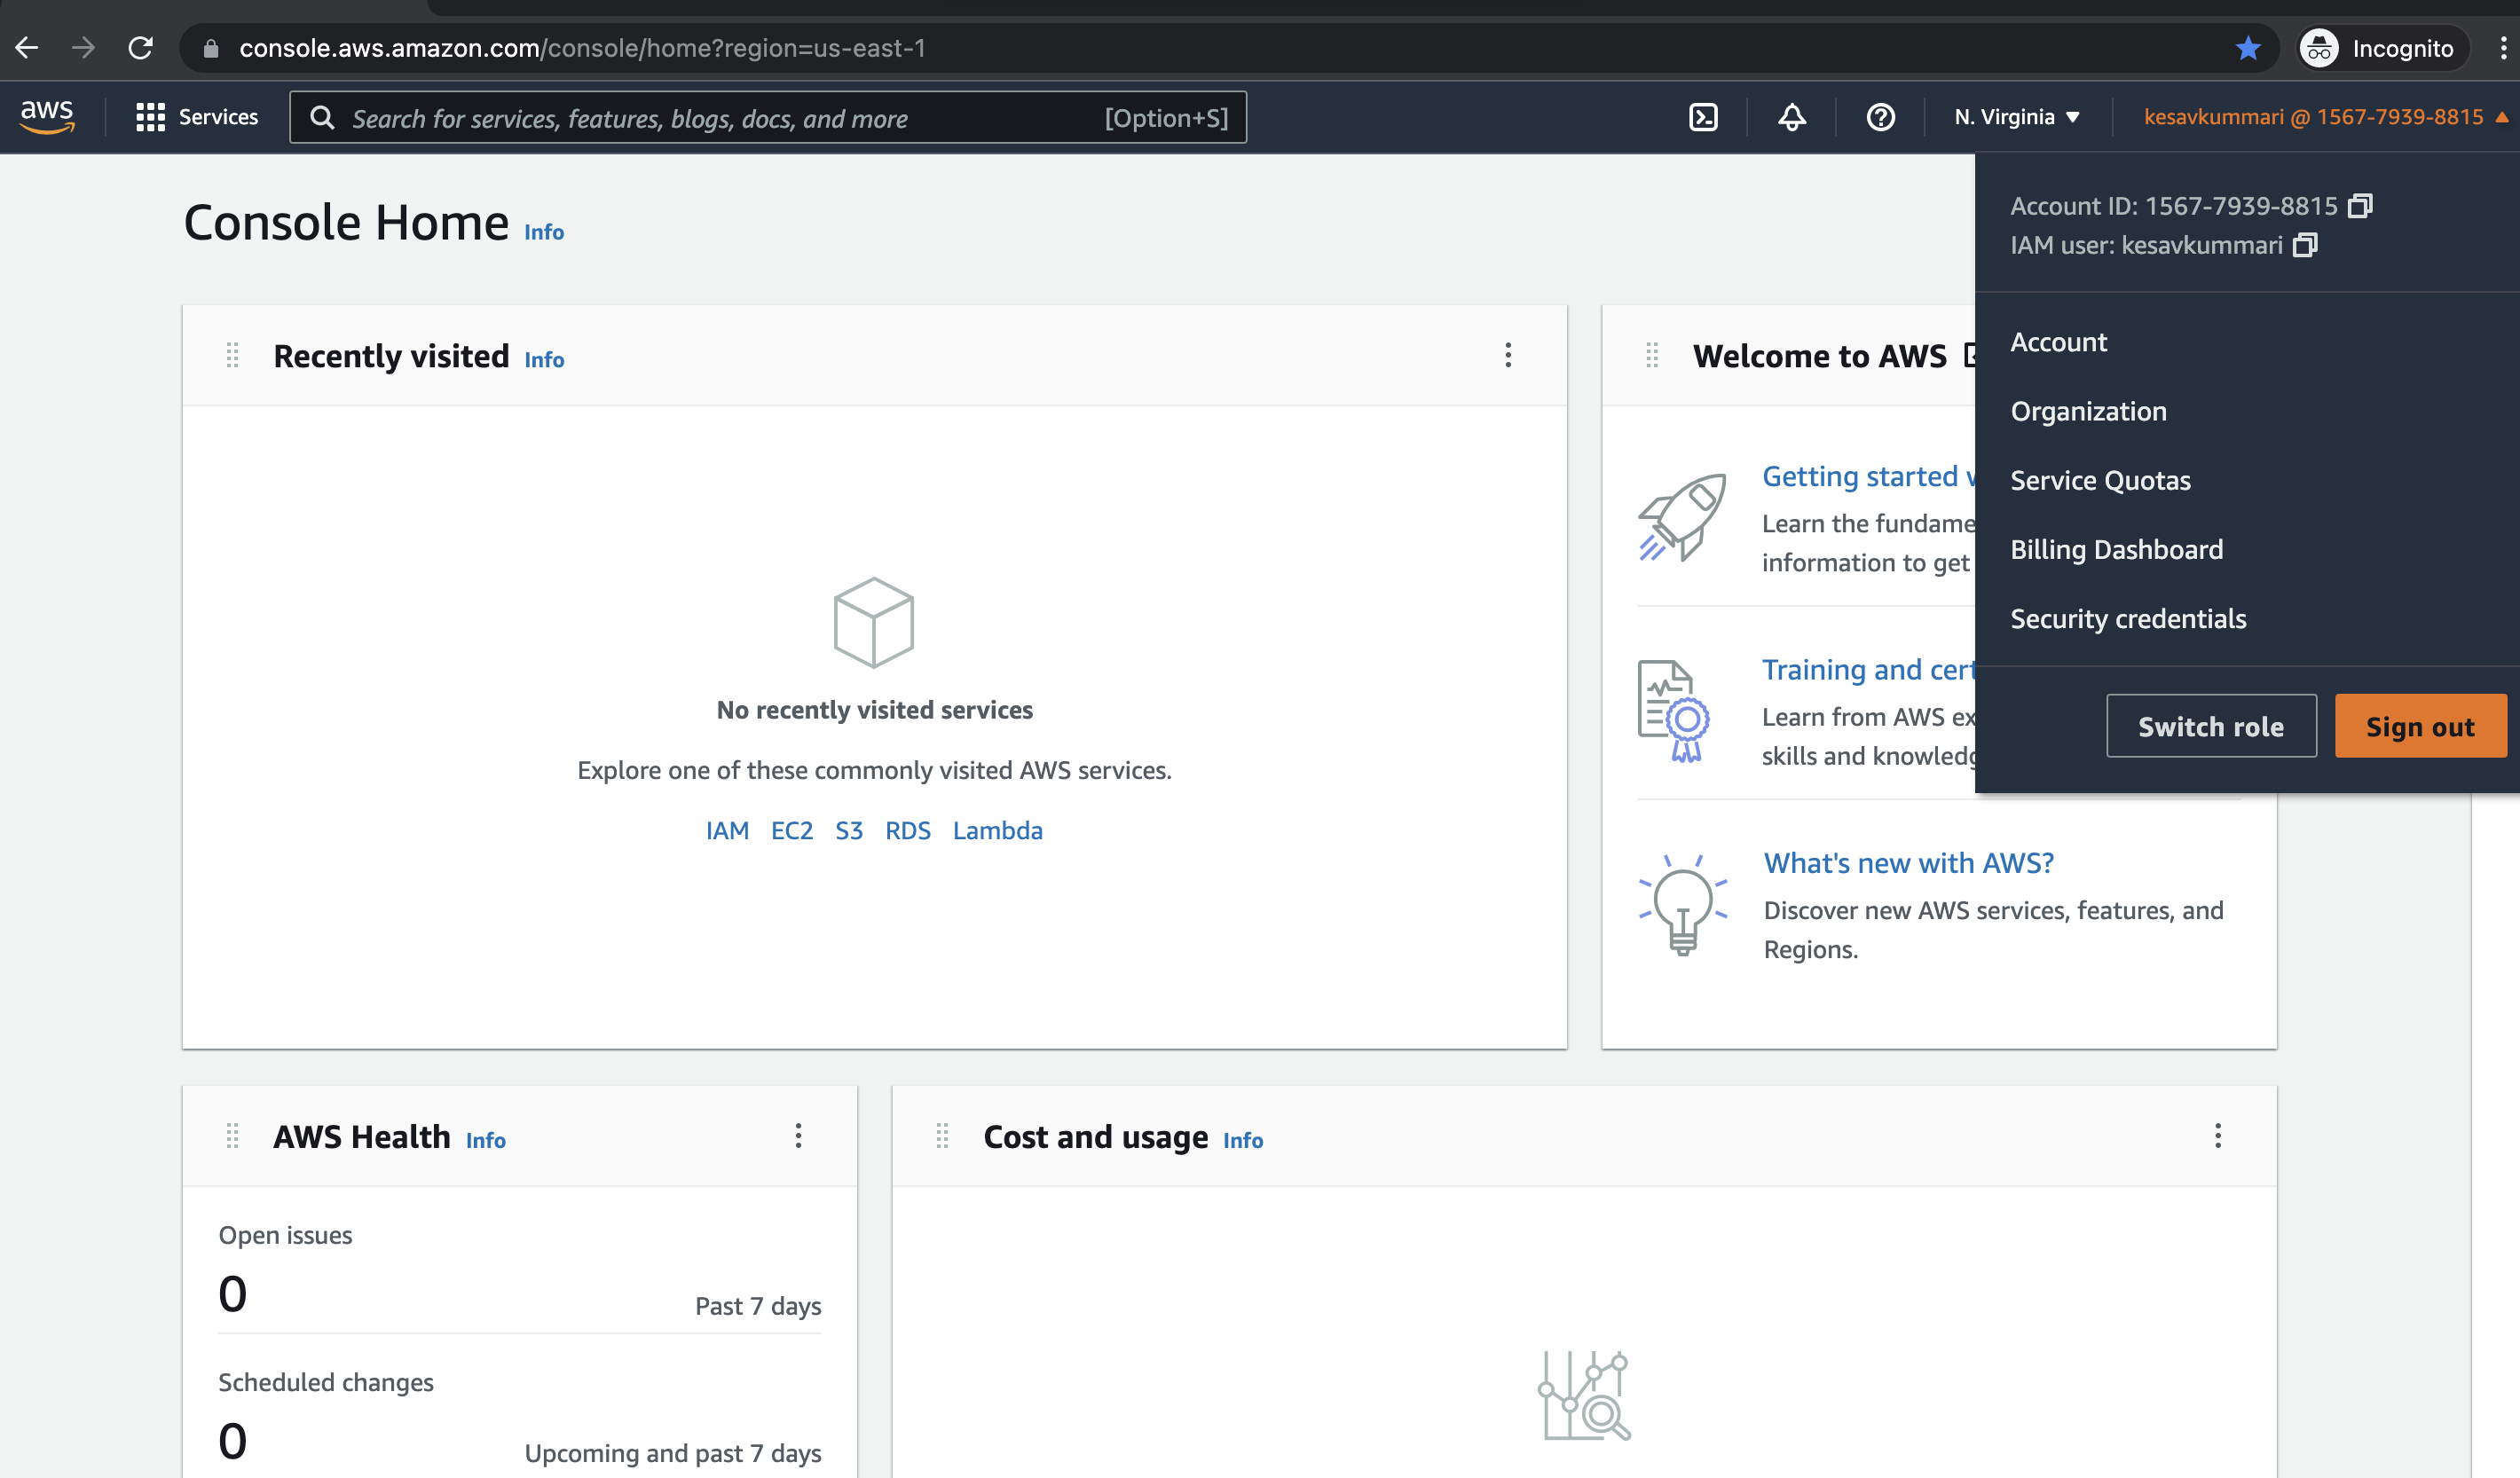 console.aws.amazon.com/console/home?region=us-east-1
Incognito
aws
Services
Search for services, features, blogs, docs, and more
[Option+S]
N. Virginia
kesavkummari @ 1567-7939-8815
Account ID: 1567-7939-8815
IAM user: kesavkummari
Account
Organization
Service Quotas
Billing Dashboard
Security credentials
Switch role
Sign out
Console Home Info
Recently visited Info
No recently visited services
Explore one of these commonly visited AWS services.
IAM EC2 S3 RDS Lambda
Welcome to AWS
Getting started
Learn the
information to get
Training and
Learn from AWS
skills and
What's new with AWS?
Discover new AWS services, features, and
Regions.
AWS Health Info
Open issues
0
Past 7 days
Scheduled changes
0
Upcoming and past 7 days
Cost and usage Info